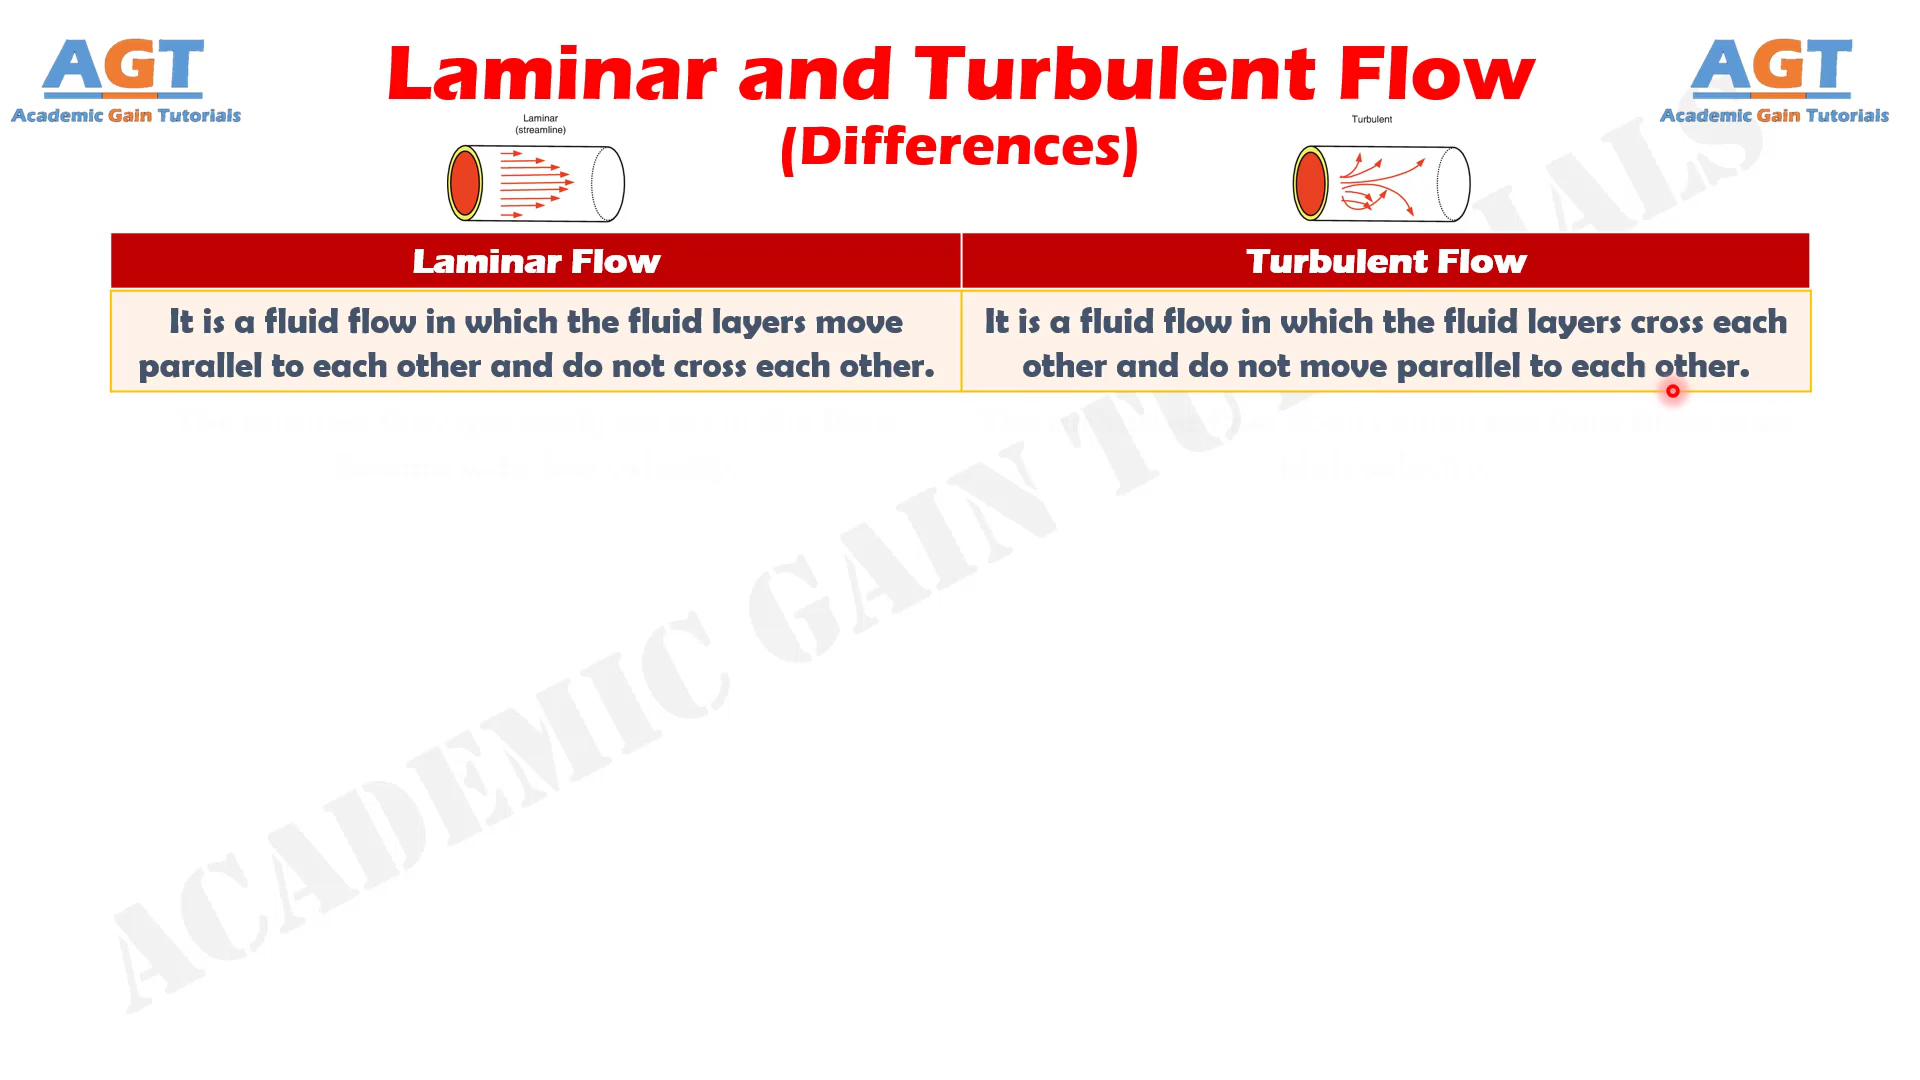 AGT
Academic Gain Tutorials
Laminar and Turbulent Flow
(Differences)
AGT
Academic Gain Tutorials
Laminar
(streamline)
Turbulent
Laminar Flow
Turbulent Flow
It is a fluid flow in which the fluid layers move
parallel to each other and do not cross each other.
It is a fluid flow in which the fluid layers cross each
other and do not move parallel to each other.
ACADEMIC GAIN TUTORIALS